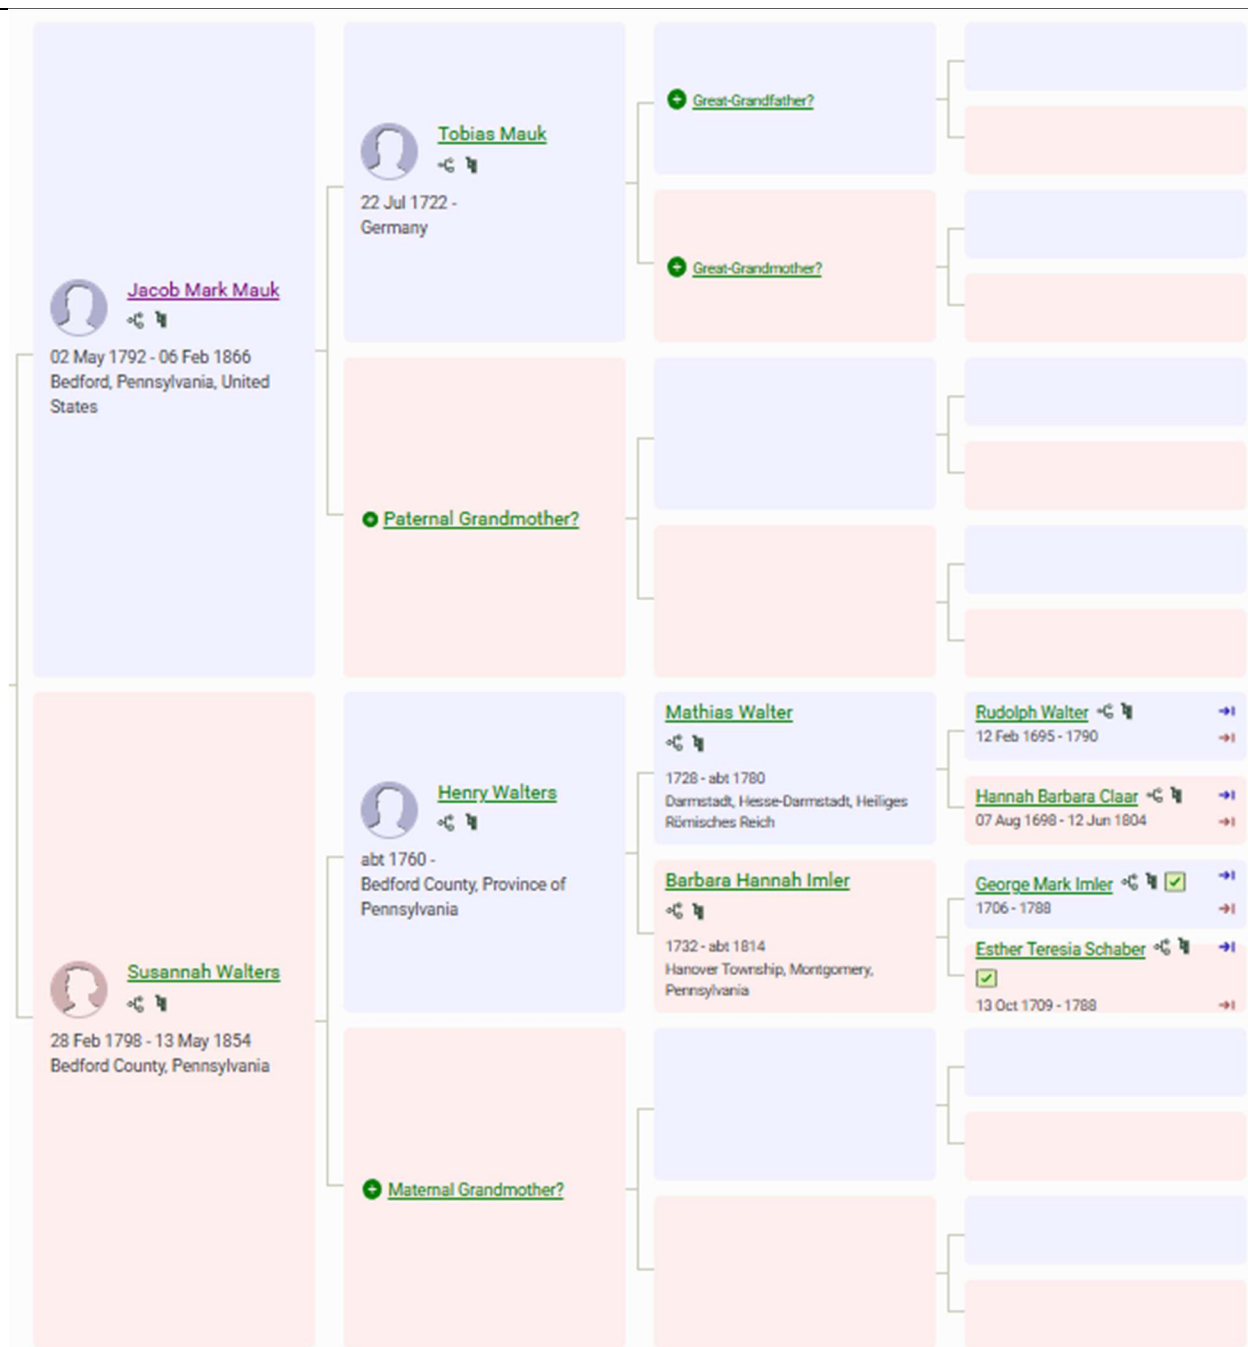 Jacob Mark Mauk
02 May 1792 - 06 Feb 1866
Bedford, Pennsylvania, United
States
Susannah Walters
28 Feb 1798 - 13 May 1854
Bedford County, Pennsylvania
Tobias Mauk
22 Jul 1722 -
Germany
Paternal Grandmother?
Henry Walters
abt 1760 -
Bedford County, Province of
Pennsylvania
Maternal Grandmother?
Great-Grandfather?
Great-Grandmother?
Mathias Walter
1728 - abt 1780
Darmstadt, Hesse-Darmstadt, Heiliges
Römisches Reich
Barbara Hannah Imler
1732 - abt 1814
Hanover Township, Montgomery,
Pennsylvania
Rudolph Walter
12 Feb 1695 - 1790
Hannah Barbara Claar
07 Aug 1698 - 12 Jun 1804
George Mark Imler
1706 - 1788
Esther Teresia Schaber
13 Oct 1709 - 1788